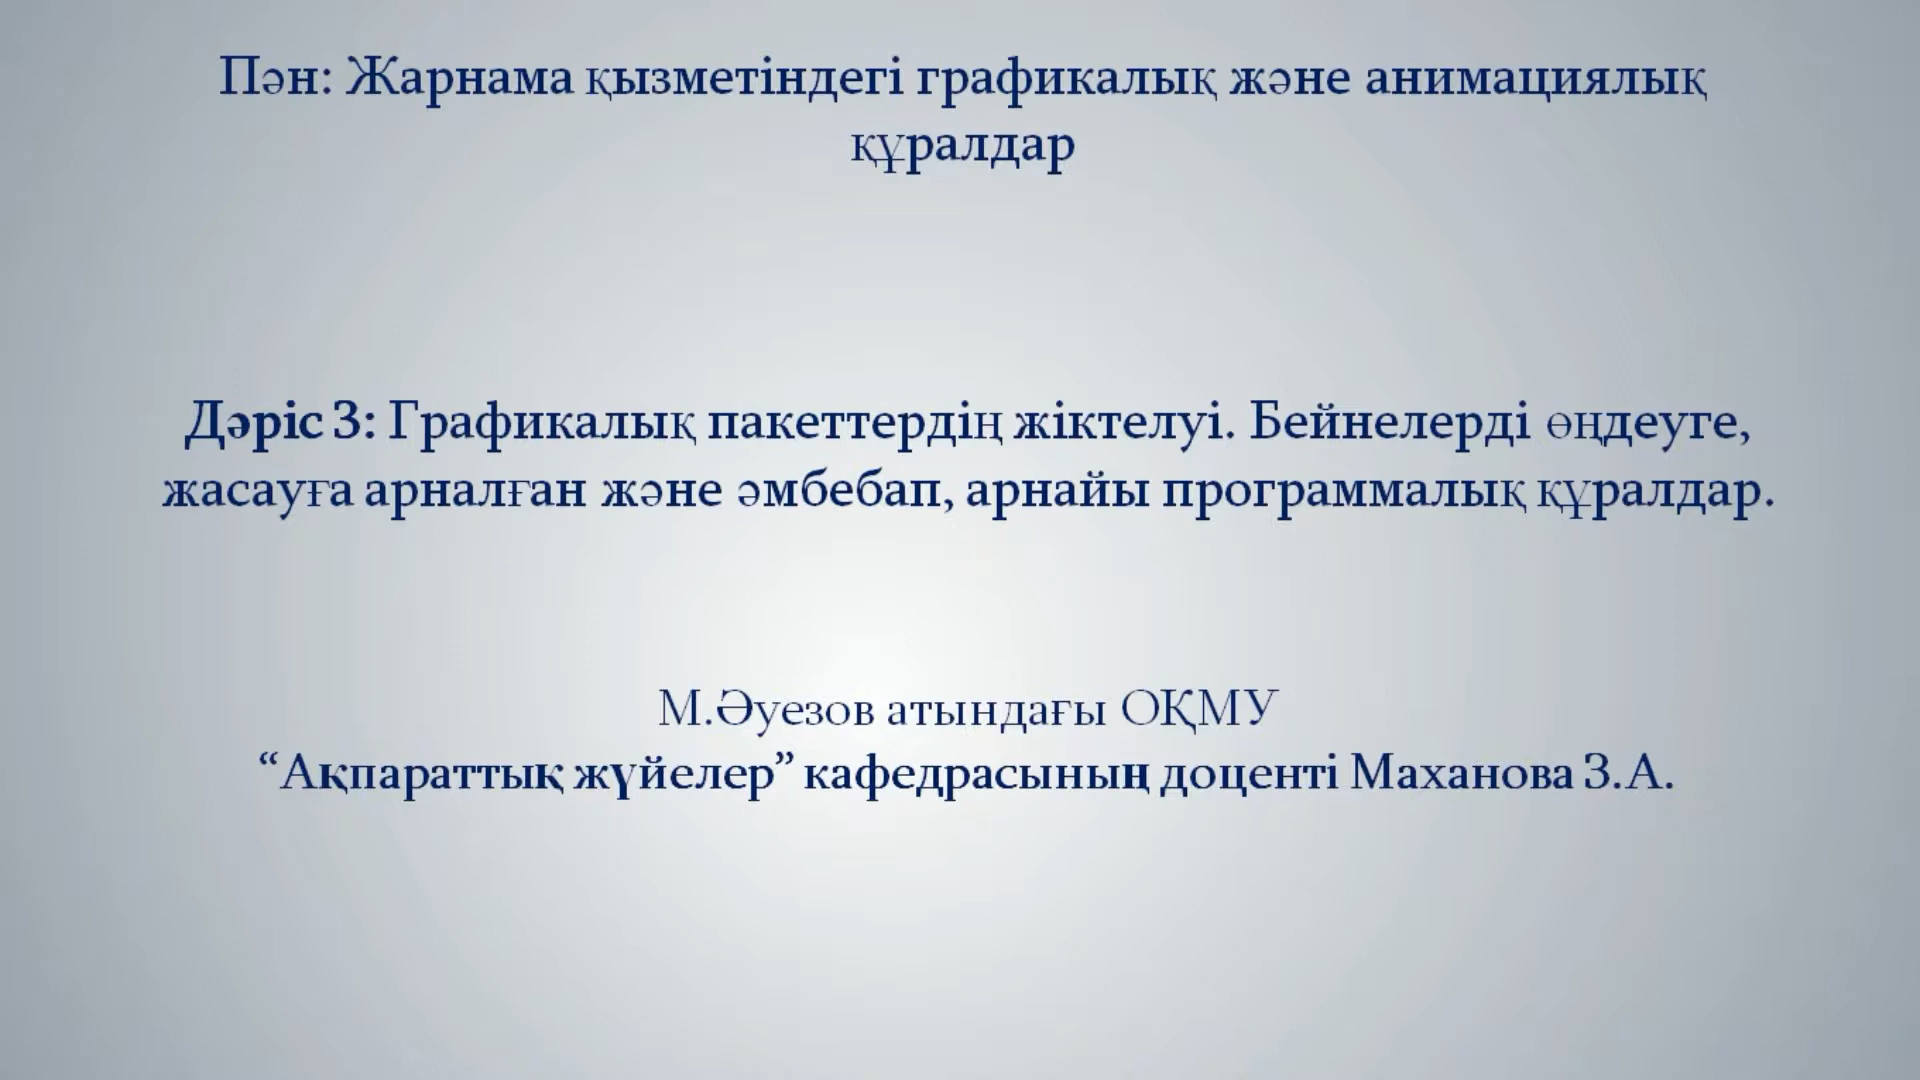 Пән: Жарнама қызметіндегі графикалық және анимациялық
құралдар
Дәріс 3: Графикалық пакеттердің жіктелуі. Бейнелерді өңдеуге,
жасауға арналған және әмбебап, арнайы программалық құралдар.
М.Әуезов атындағы ОҚМУ
“Ақпараттық жүйелер” кафедрасының доценті Маханова З.А.